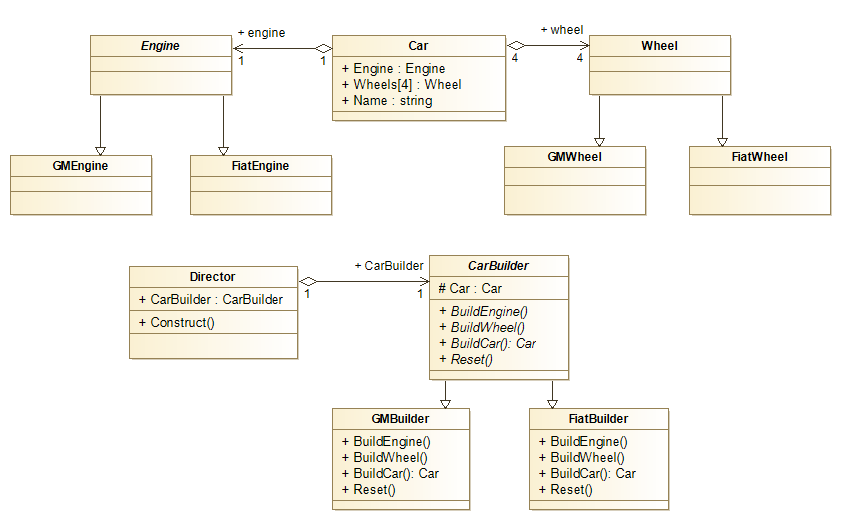 + engine
+ wheel
Engine
Car
Wheel
1
1
4
4
+ Engine : Engine
+ Wheels[4] : Wheel
+ Name : string
GMEngine
FiatEngine
GMWheel
FiatWheel
+ CarBuilder
CarBuilder
Director
1
1
# Car : Car
+ CarBuilder : CarBuilder
+ Construct()
+ BuildEngine()
+ BuildWheel()
+ BuildCar(): Car
+ Reset()
GMBuilder
+ BuildEngine()
+ BuildWheel()
+ BuildCar(): Car
+ Reset()
FiatBuilder
+ BuildEngine()
+ BuildWheel()
+ BuildCar(): Car
+ Reset()